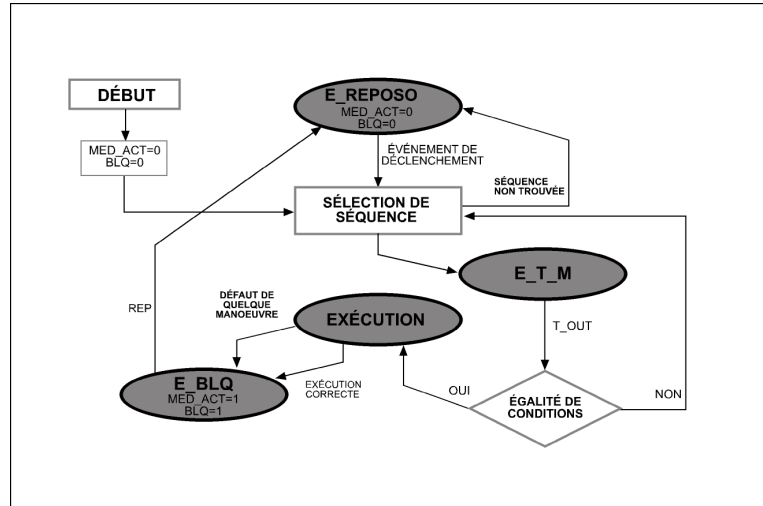 DÉBUT
MED_ACT=0
BLQ=0
E_REPOSO
MED_ACT=0
BLQ=0
ÉVÉNEMENT DE
DÉCLENCHEMENT
SÉQUENCE
NON TROUVÉE
SÉLECTION DE
SÉQUENCE
E_T_M
T_OUT
ÉGALITÉ DE
CONDITIONS
OUI
NON
EXÉCUTION
DÉFAUT DE
QUELQUE
MANOEUVRE
EXÉCUTION
CORRECTE
E_BLQ
MED_ACT=1
BLQ=1
REP